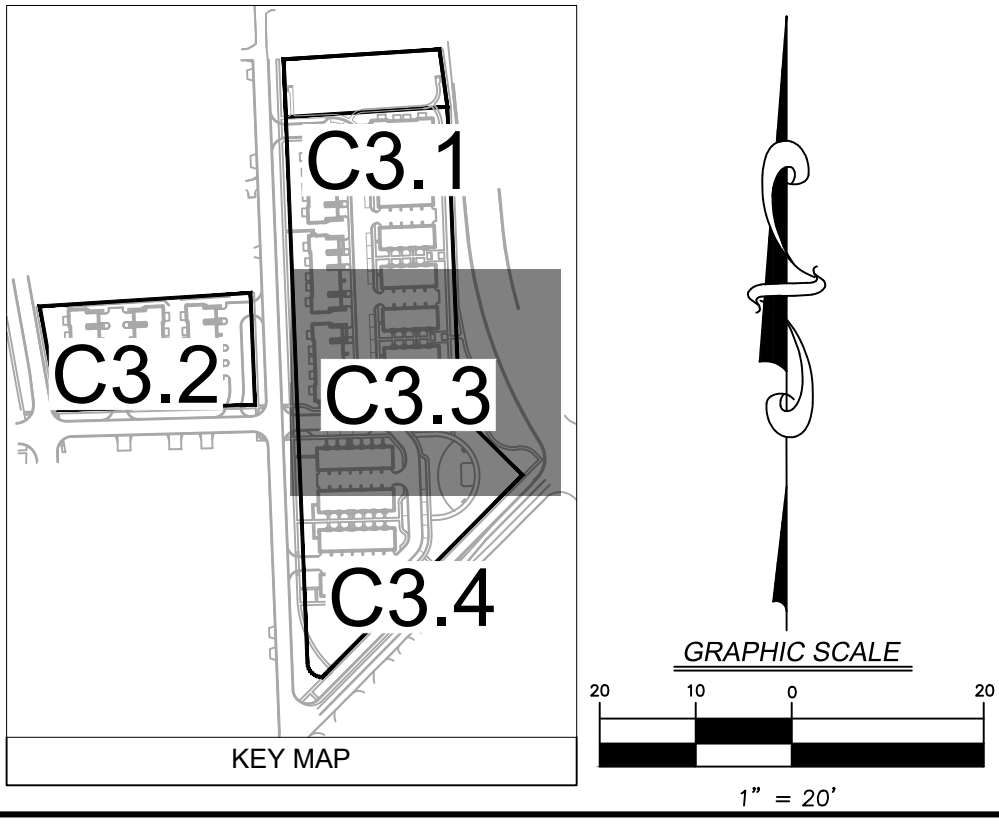 C3.1
C3.2
C3.3
C3.4
KEY MAP
GRAPHIC SCALE
20 10 0 20
1” = 20’